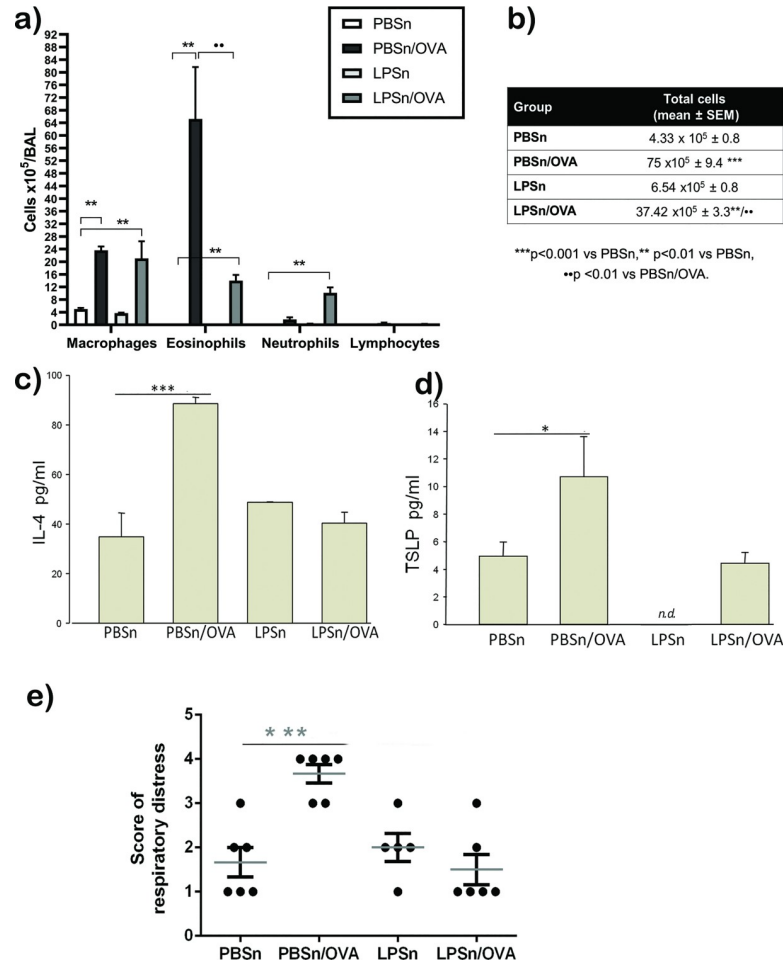 a)
PBSn
PBSn/OVA
LPSn
LPSn/OVA
Cells x10⁵/BAL
92
88
84
80
76
72
68
64
60
56
52
48
44
40
36
32
28
24
20
16
12
8
4
0
**
••
**
**
**
**
Macrophages Eosinophils Neutrophils Lymphocytes
b)
Group Total cells (mean ± SEM)
PBSn 4.33 x 10⁵ ± 0.8
PBSn/OVA 75 x10⁵ ± 9.4 ***
LPSn 6.54 x10⁵ ± 0.8
LPSn/OVA 37.42 x10⁵ ± 3.3**/••
***p<0.001 vs PBSn,** p<0.01 vs PBSn,
••p <0.01 vs PBSn/OVA.
c)
IL-4 pg/ml
100
80
60
40
20
0
***
PBSn PBSn/OVA LPSn LPSn/OVA
d)
TSLP pg/ml
16
14
12
10
8
6
4
2
0
*
n.d.
PBSn PBSn/OVA LPSn LPSn/OVA
e)
Score of
respiratory distress
5
4
3
2
1
0
* **
PBSn PBSn/OVA LPSn LPSn/OVA